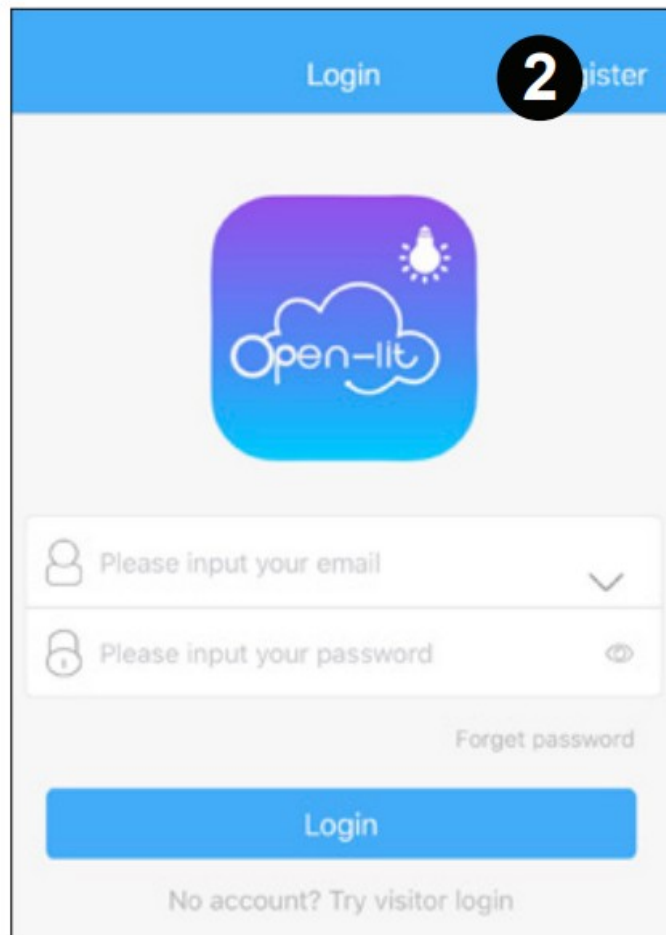 Login 2 gister
Open-lit
Please input your email
Please input your password
Forget password
Login
No account? Try visitor login